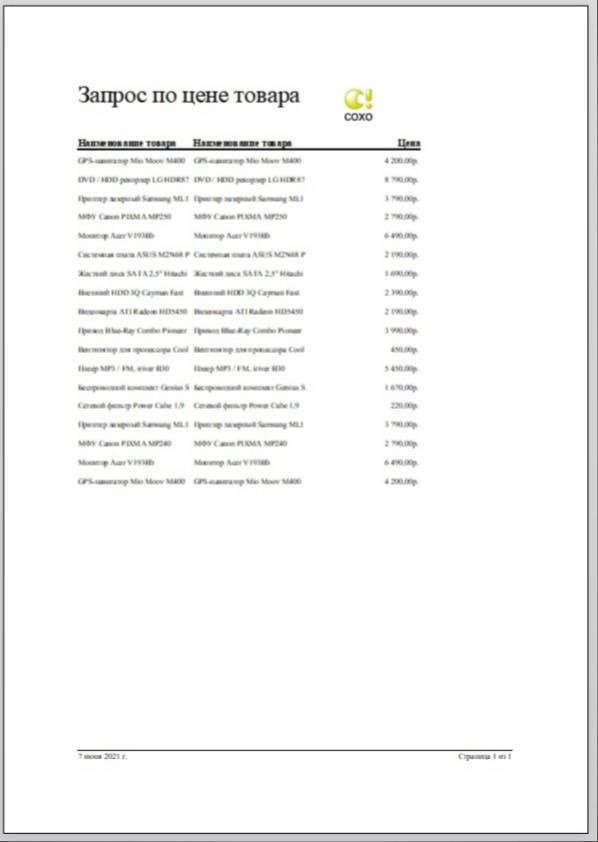 Запрос по цене товара
COXO
Наименование товара Наименование товара Цена
GPS-навигатор Mio Moov M400 GPS-навигатор Mio Moov M400 4 200,00р.
DVD / HDD рекордер LG HDR87 DVD / HDD рекордер LG HDR87 8 790,00р.
Принтер лазерный Samsung ML1 Принтер лазерный Samsung ML1 3 790,00р.
МФУ Canon PIXMA MP250 МФУ Canon PIXMA MP250 2 790,00р.
Монитор Acer V193Bb Монитор Acer V193Bb 6 490,00р.
Системная плата ASUS M2N68 P Системная плата ASUS M2N68 P 2 190,00р.
Жесткий диск SATA 2,5" Hitachi Жесткий диск SATA 2,5" Hitachi 1 690,00р.
Внешний HDD 3Q Cayman Fast Внешний HDD 3Q Cayman Fast 2 390,00р.
Видеокарта ATI Radeon HD5450 Видеокарта ATI Radeon HD5450 2 190,00р.
Привод Blue-Ray Combo Pioneer Привод Blue-Ray Combo Pioneer 3 990,00р.
Вентилятор для процессора Cool Вентилятор для процессора Cool 450,00р.
Плеер MP3 / FM, iriver B30 Плеер MP3 / FM, iriver B30 5 450,00р.
Беспроводной комплект Genius S Беспроводной комплект Genius S 1 670,00р.
Сетевой фильтр Power Cube 1,9 Сетевой фильтр Power Cube 1,9 220,00р.
Принтер лазерный Samsung ML1 Принтер лазерный Samsung ML1 3 790,00р.
МФУ Canon PIXMA MP240 МФУ Canon PIXMA MP240 2 790,00р.
Монитор Acer V193Bb Монитор Acer V193Bb 6 490,00р.
GPS-навигатор Mio Moov M400 GPS-навигатор Mio Moov M400 4 200,00р.
7 июня 2021 г. Страница 1 из 1